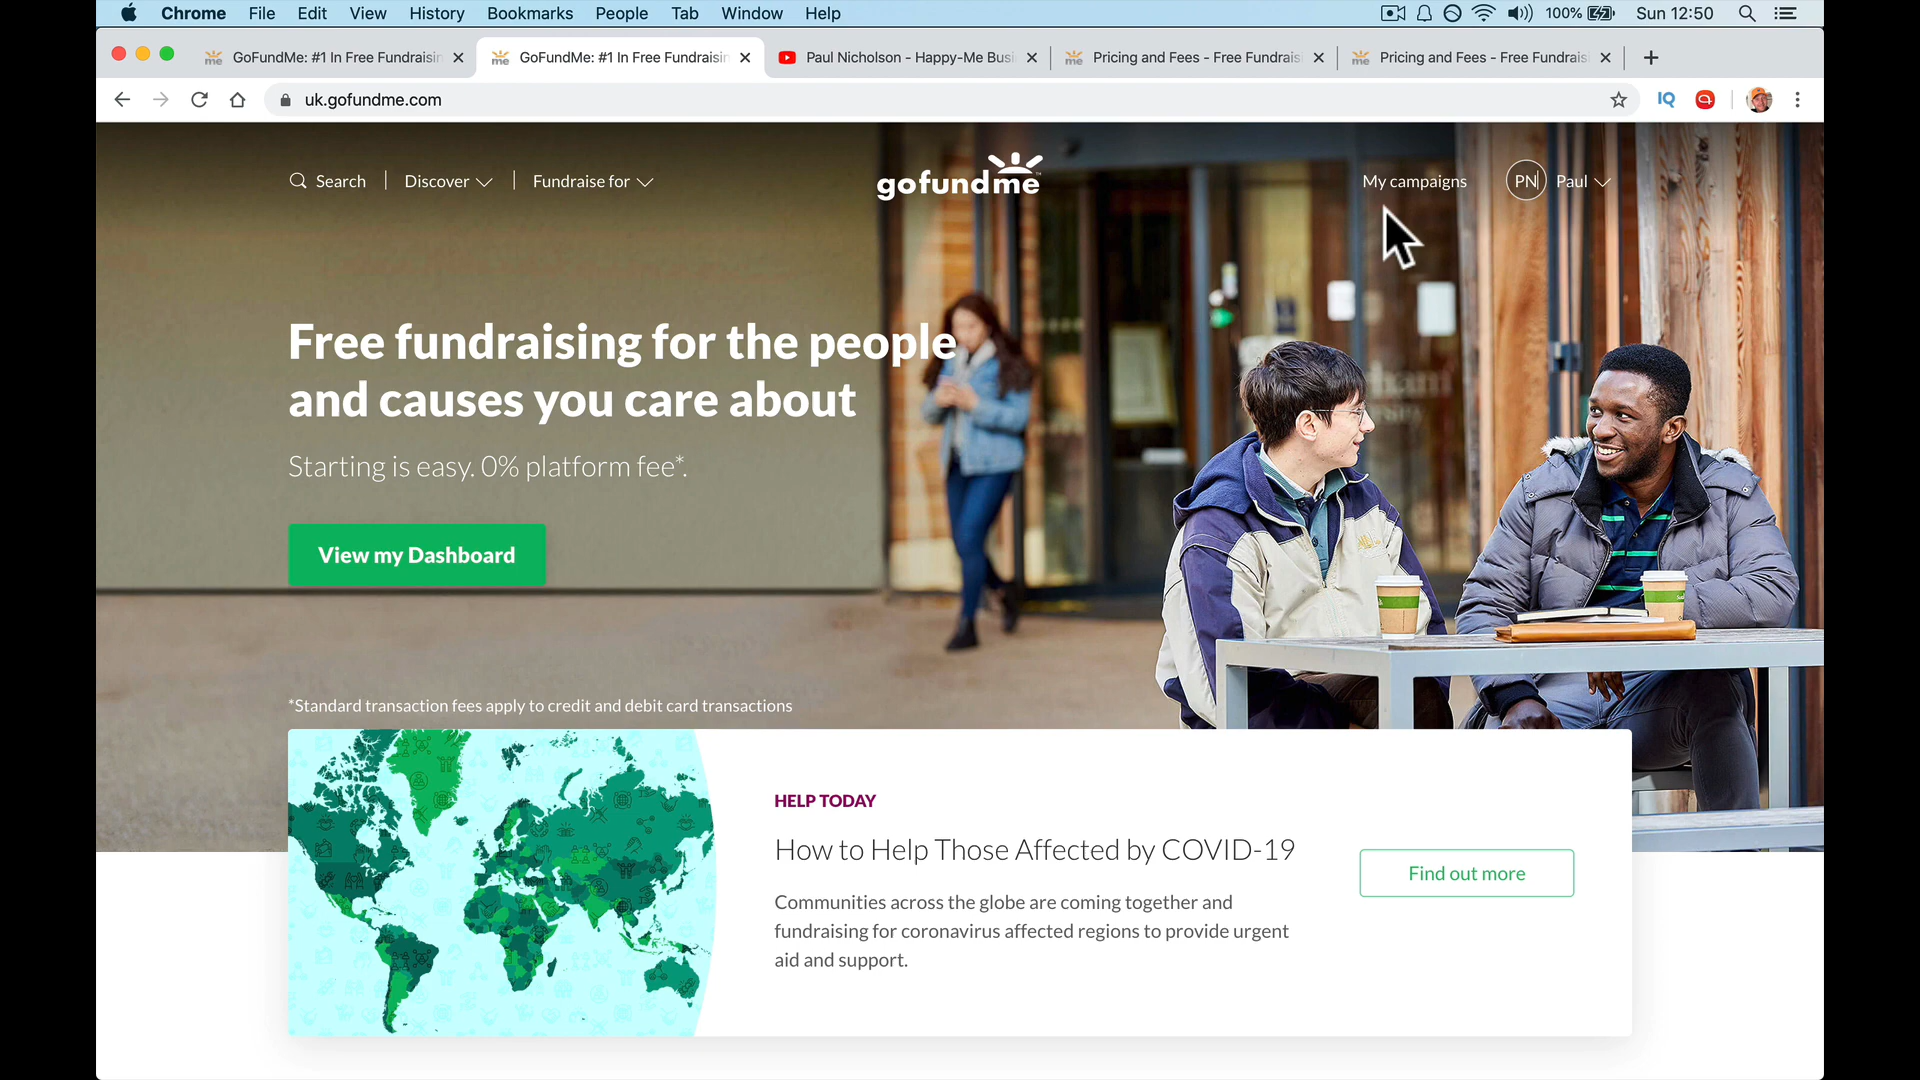 Chrome File Edit View History Bookmarks People Tab Window Help 100% Sun 12:50
GoFundMe: #1 In Free Fundraisin GoFundMe: #1 In Free Fundraisin Paul Nicholson - Happy-Me Busi Pricing and Fees - Free Fundrais Pricing and Fees - Free Fundrais
uk.gofundme.com IQ
Search Discover Fundraise for gofundme My campaigns PN Paul
Free fundraising for the people
and causes you care about
Starting is easy. 0% platform fee*.
View my Dashboard
*Standard transaction fees apply to credit and debit card transactions
HELP TODAY
How to Help Those Affected by COVID-19
Communities across the globe are coming together and
fundraising for coronavirus affected regions to provide urgent
aid and support.
Find out more